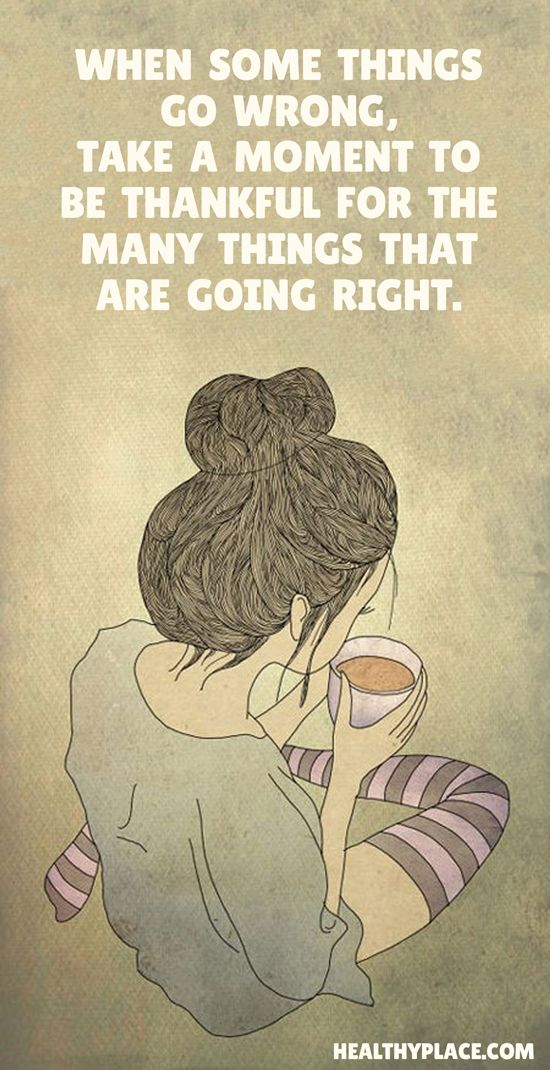 WHEN SOME THINGS
GO WRONG,
TAKE A MOMENT TO
BE THANKFUL FOR THE
MANY THINGS THAT
ARE GOING RIGHT.
HEALTHYPLACE.COM